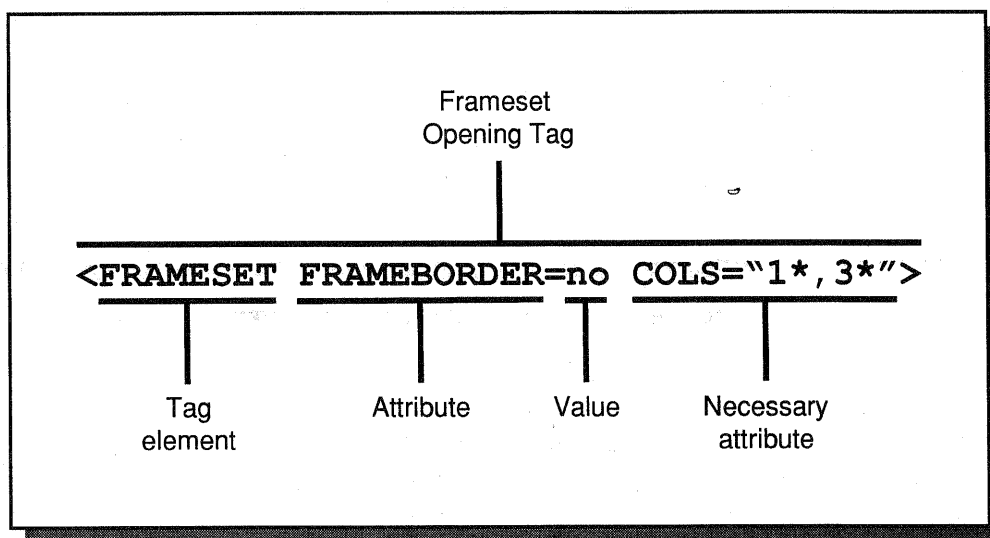 Frameset
Opening Tag
<FRAMESET FRAMEBORDER=no COLS=“1*,3*”>
Tag
element
Attribute
Value
Necessary
attribute